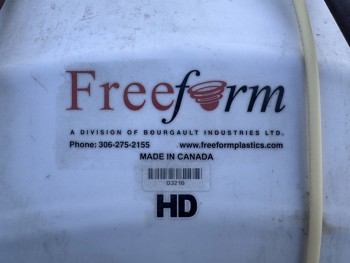 Freeform
A DIVISION OF BOURGAULT INDUSTRIES LTD.
Phone: 306-275-2155 www.freeformplastics.com
MADE IN CANADA
03216
HD